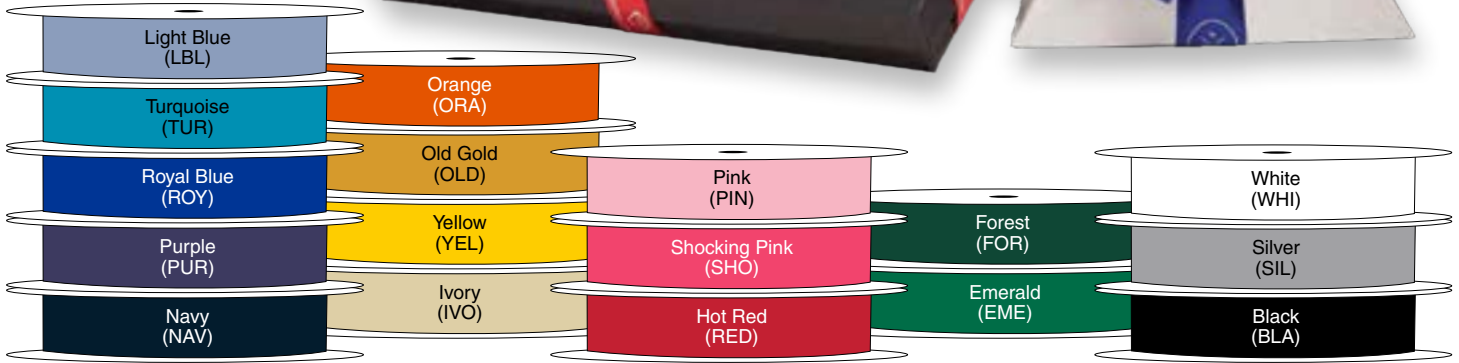 Light Blue
(LBL)
Turquoise
(TUR)
Royal Blue
(ROY)
Purple
(PUR)
Navy
(NAV)
Orange
(ORA)
Old Gold
(OLD)
Yellow
(YEL)
Ivory
(IVO)
Pink
(PIN)
Shocking Pink
(SHO)
Hot Red
(RED)
Forest
(FOR)
Emerald
(EME)
White
(WHI)
Silver
(SIL)
Black
(BLA)